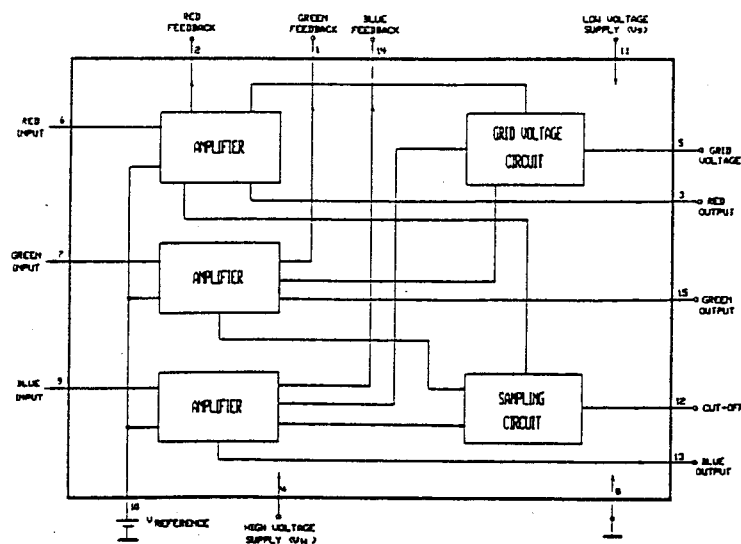 RED
FEEDBACK
2
GREEN
FEEDBACK
1
BLUE
FEEDBACK
14
LOW VOLTAGE
SUPPLY (Vs)
11
RED
INPUT
6
AMPLIFIER
GRID VOLTAGE
CIRCUIT
5
GRID
VOLTAGE
3
RED
OUTPUT
GREEN
INPUT
7
AMPLIFIER
15
GREEN
OUTPUT
BLUE
INPUT
9
AMPLIFIER
SAMPLING
CIRCUIT
12
CUT-OFF
13
BLUE
OUTPUT
10
V REFERENCE
4
HIGH VOLTAGE
SUPPLY
8